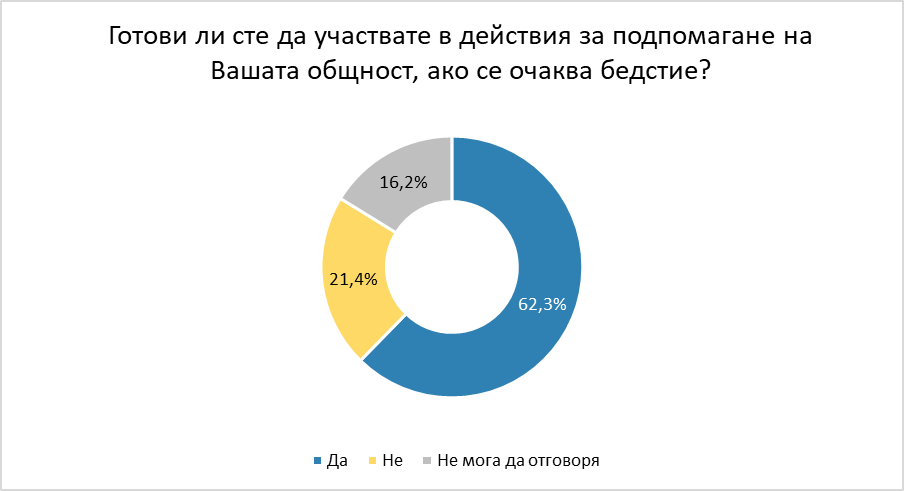 Готови ли сте да участвате в действия за подпомагане на
Вашата общност, ако се очаква бедствие?
16,2%
21,4%
62,3%
Да Не Не мога да отговоря